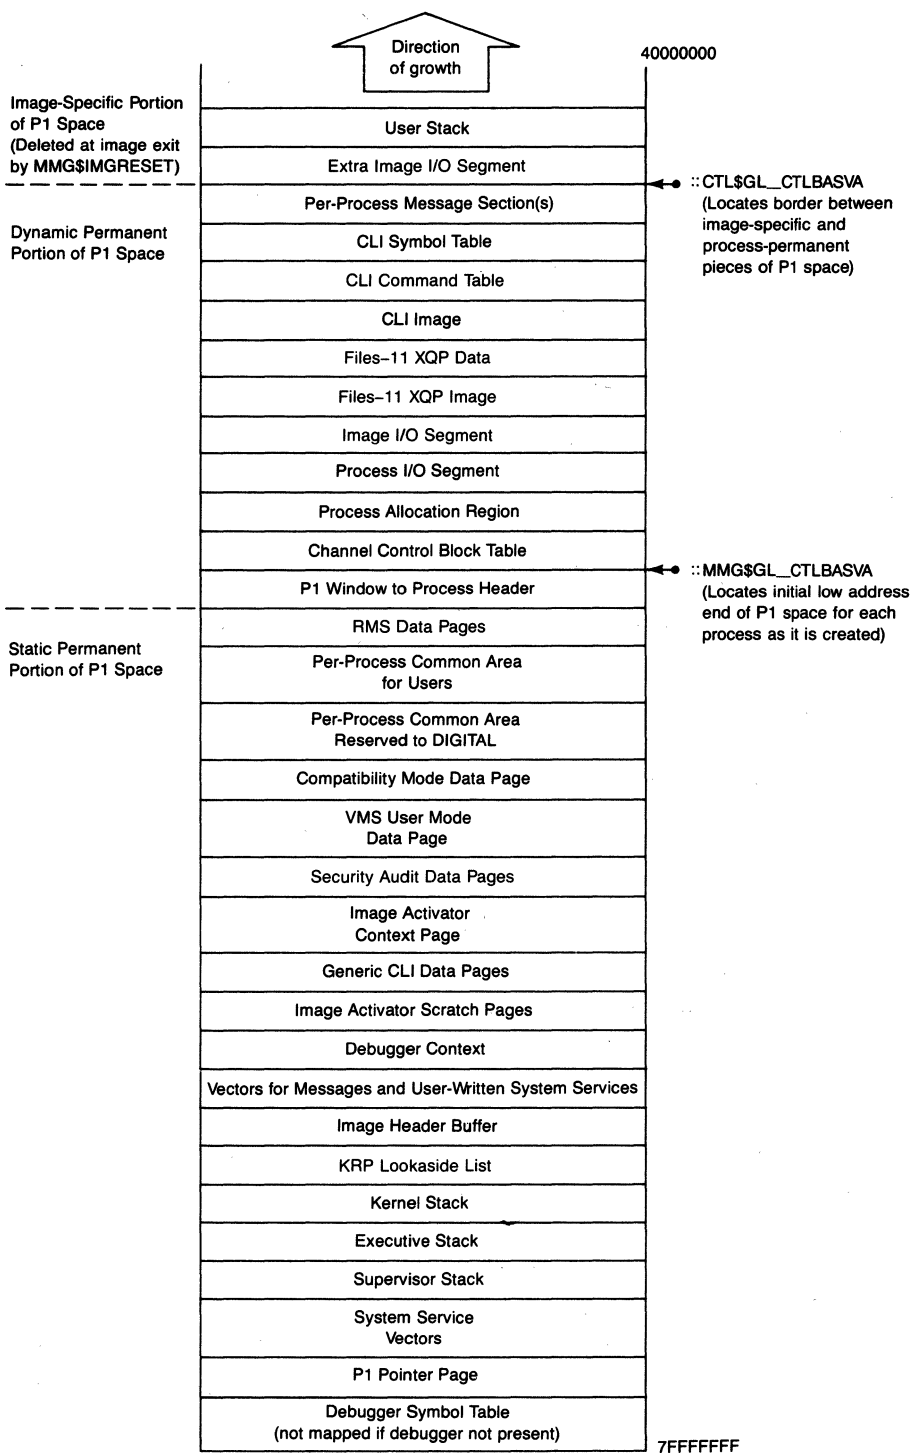 Direction
of growth
40000000
Image-Specific Portion
of P1 Space
(Deleted at image exit
by MMG$IMGRESET)
User Stack
Extra Image I/O Segment
::CTL$GL__CTLBASVA
(Locates border between
image-specific and
process-permanent
pieces of P1 space)
Dynamic Permanent
Portion of P1 Space
Per-Process Message Section(s)
CLI Symbol Table
CLI Command Table
CLI Image
Files–11 XQP Data
Files–11 XQP Image
Image I/O Segment
Process I/O Segment
Process Allocation Region
Channel Control Block Table
::MMG$GL__CTLBASVA
(Locates initial low address
end of P1 space for each
process as it is created)
P1 Window to Process Header
Static Permanent
Portion of P1 Space
RMS Data Pages
Per-Process Common Area
for Users
Per-Process Common Area
Reserved to DIGITAL
Compatibility Mode Data Page
VMS User Mode
Data Page
Security Audit Data Pages
Image Activator
Context Page
Generic CLI Data Pages
Image Activator Scratch Pages
Debugger Context
Vectors for Messages and User-Written System Services
Image Header Buffer
KRP Lookaside List
Kernel Stack
Executive Stack
Supervisor Stack
System Service
Vectors
P1 Pointer Page
Debugger Symbol Table
(not mapped if debugger not present)
7FFFFFFF